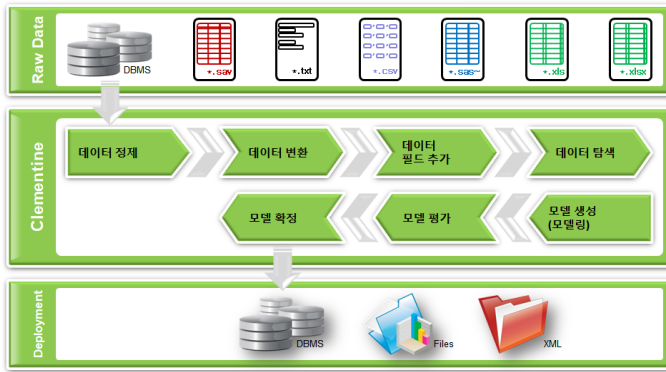 Raw Data
DBMS
*.sav
*.txt
*.csv
*.sas~
*.xls
*.xlsx
Clementine
데이터 정제
데이터 변환
데이터
필드 추가
데이터 탐색
모델 확정
모델 평가
모델 생성
(모델링)
Deployment
DBMS
Files
XML